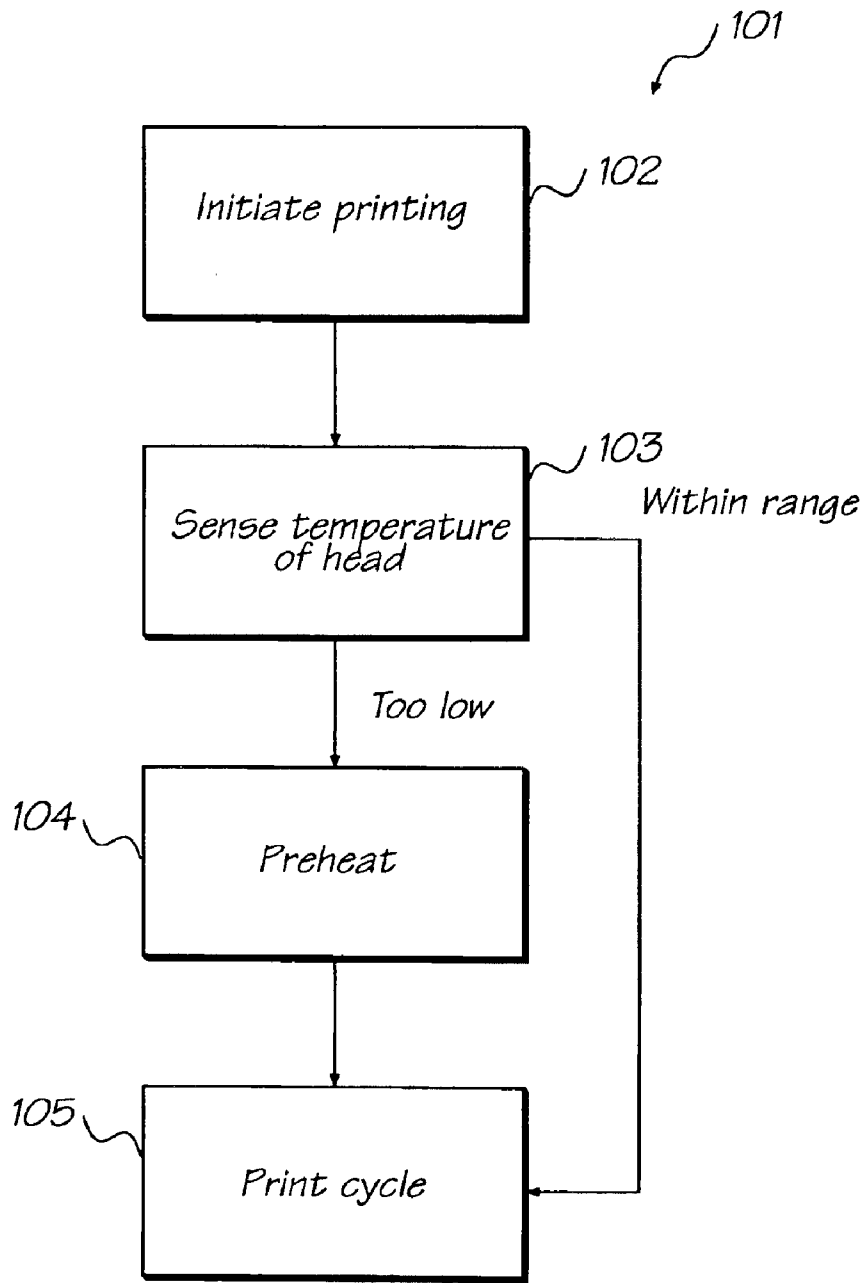 101
Initiate printing
102
Sense temperature
of head
103
Within range
Too low
104
Preheat
105
Print cycle